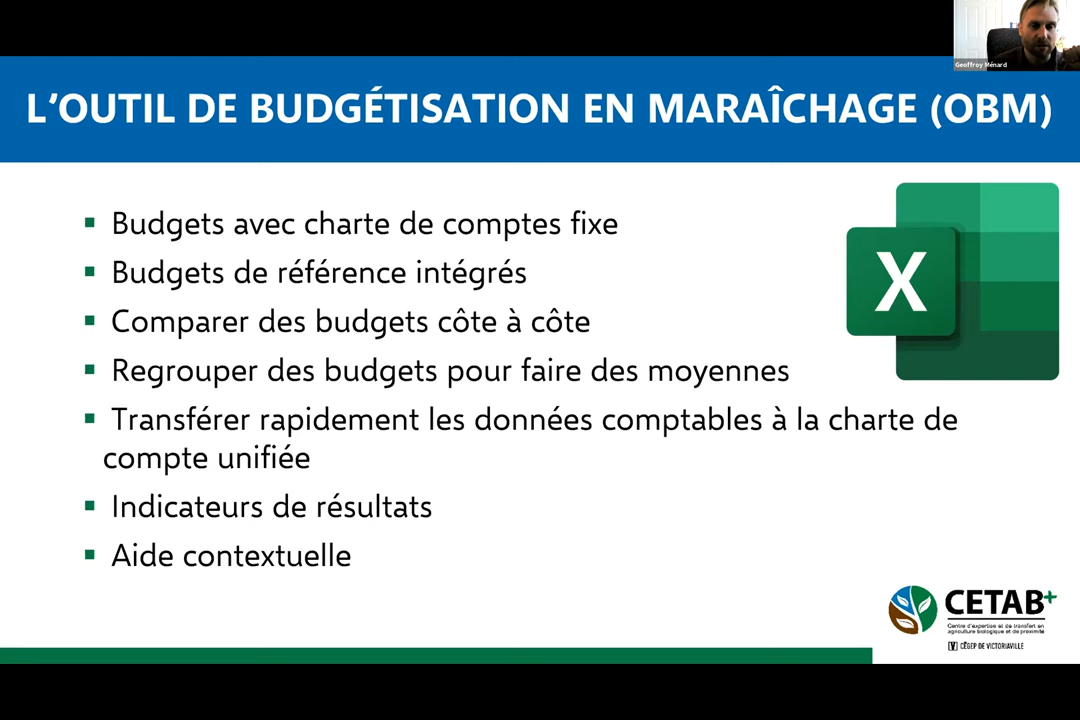 Geoffroy Ménard
L'OUTIL DE BUDGÉTISATION EN MARAÎCHAGE (OBM)
▪ Budgets avec charte de comptes fixe
▪ Budgets de référence intégrés
▪ Comparer des budgets côte à côte
▪ Regrouper des budgets pour faire des moyennes
▪ Transférer rapidement les données comptables à la charte de
compte unifiée
▪ Indicateurs de résultats
▪ Aide contextuelle
X
CETAB+
Centre d'expertise et de transfert en
agriculture biologique et de proximité
V CÉGEP DE VICTORIAVILLE